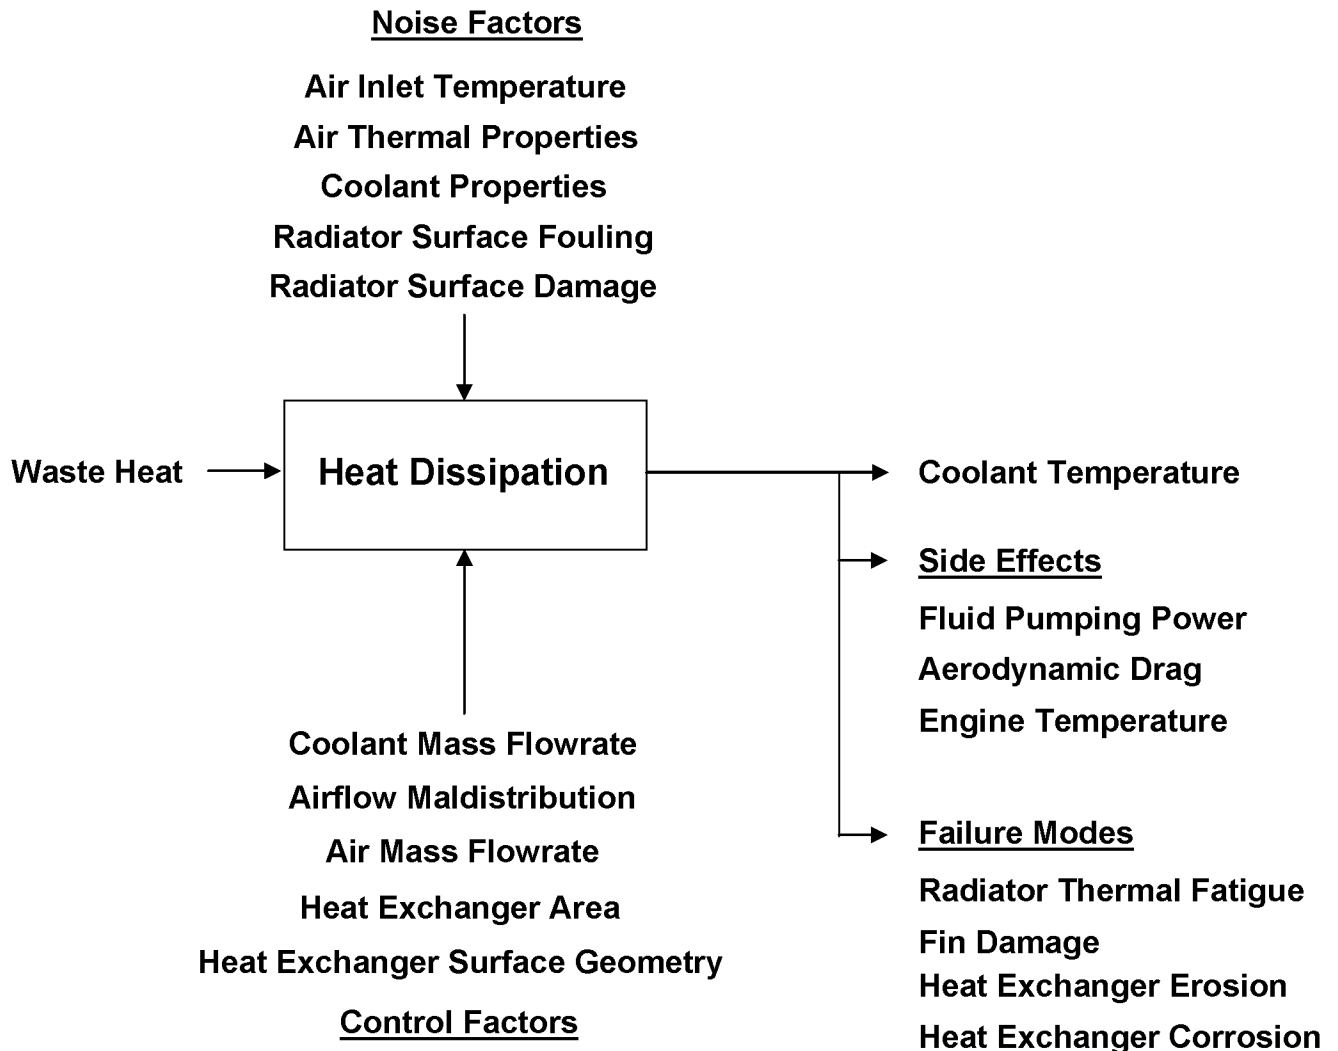 Noise Factors
Air Inlet Temperature
Air Thermal Properties
Coolant Properties
Radiator Surface Fouling
Radiator Surface Damage
Waste Heat
Heat Dissipation
Coolant Temperature
Side Effects
Fluid Pumping Power
Aerodynamic Drag
Engine Temperature
Coolant Mass Flowrate
Airflow Maldistribution
Air Mass Flowrate
Heat Exchanger Area
Heat Exchanger Surface Geometry
Control Factors
Failure Modes
Radiator Thermal Fatigue
Fin Damage
Heat Exchanger Erosion
Heat Exchanger Corrosion